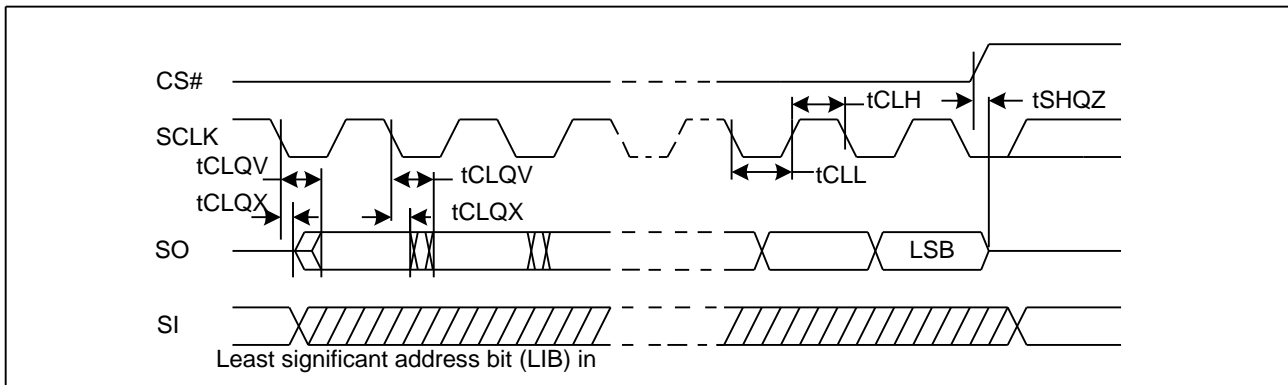 CS#
tCLH
tSHQZ
SCLK
tCLQV
tCLQV
tCLL
tCLQX
tCLQX
SO
LSB
SI
Least significant address bit (LIB) in